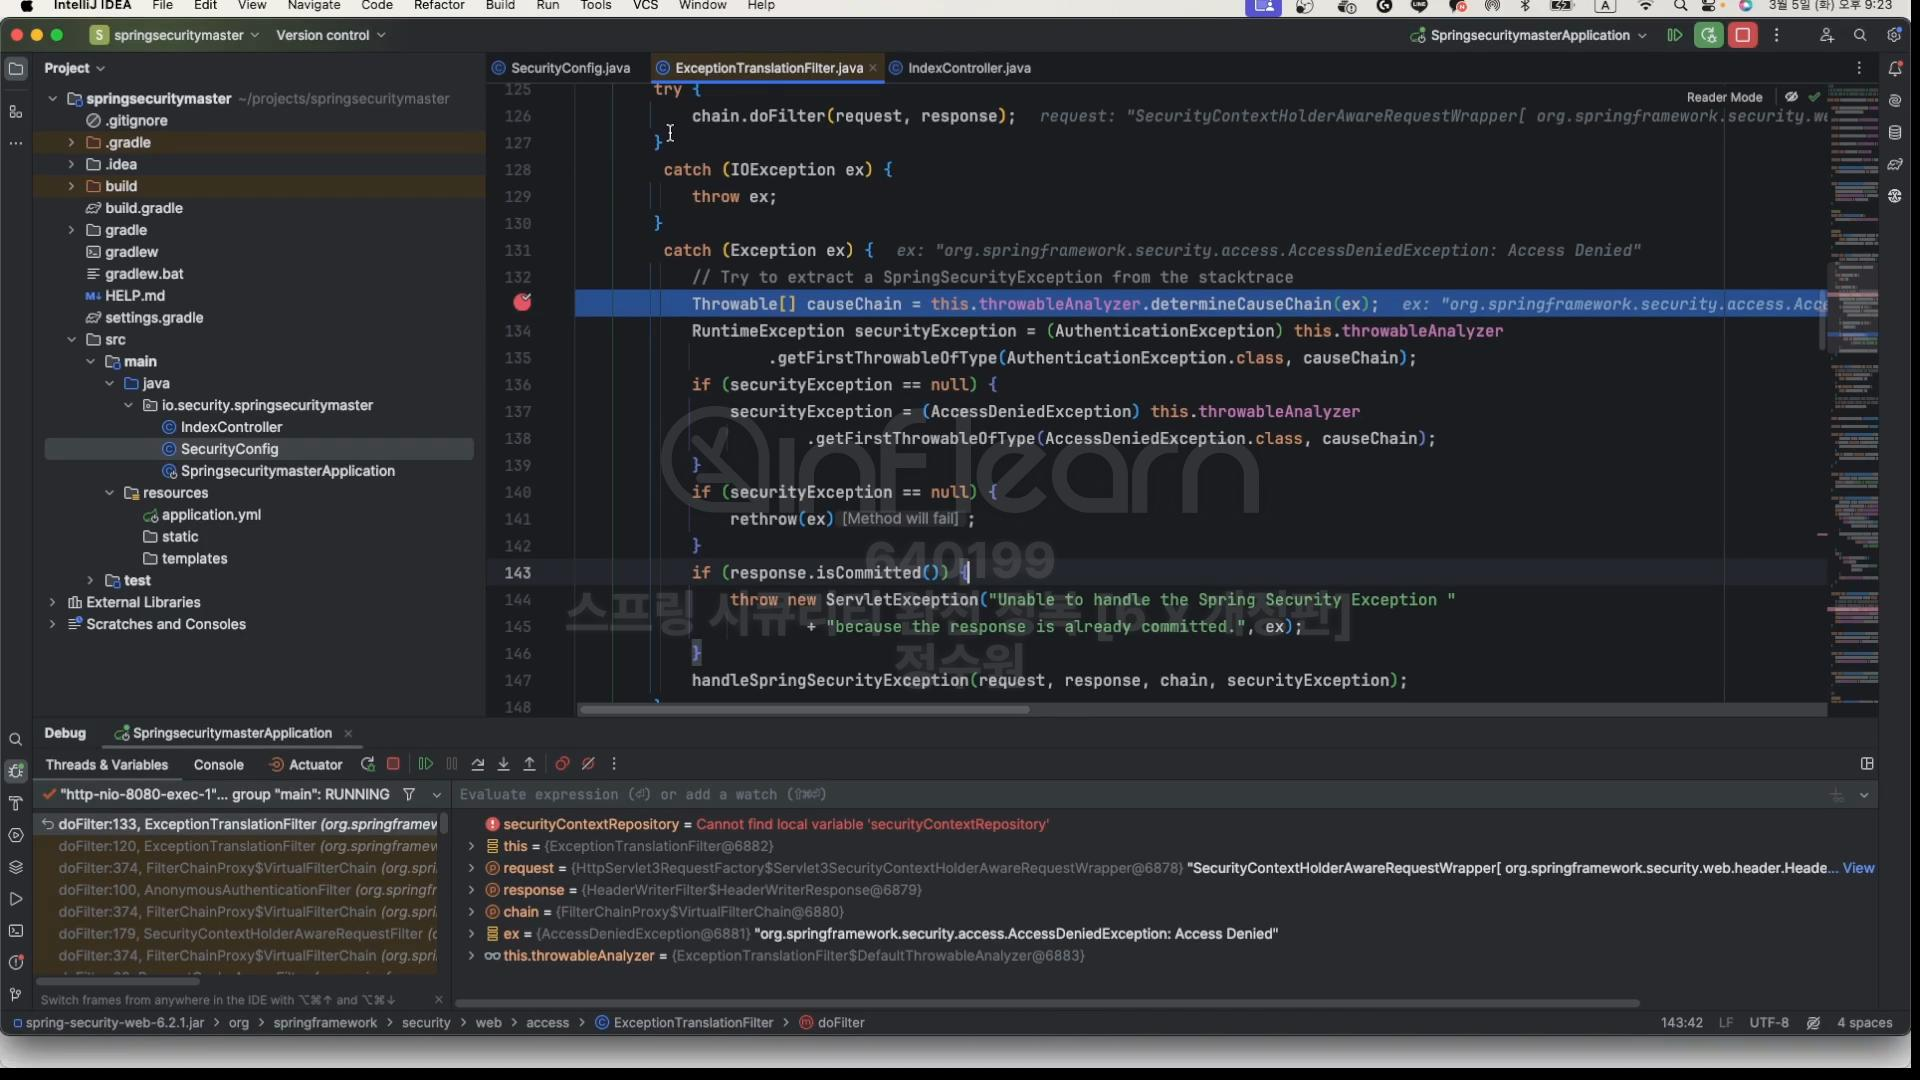 IntelliJ IDEA File Edit View Navigate Code Refactor Build Run Tools VCS Window Help
A
3월 5일 (화) 오후 9:23
S springsecuritymaster Version control
SpringsecuritymasterApplication
Project
SecurityConfig.java ExceptionTranslationFilter.java IndexController.java
Reader Mode
springsecuritymaster ~/projects/springsecuritymaster
.gitignore
.gradle
.idea
build
build.gradle
gradle
gradlew
gradlew.bat
M↓ HELP.md
settings.gradle
src
main
java
io.security.springsecuritymaster
IndexController
SecurityConfig
SpringsecuritymasterApplication
resources
application.yml
static
templates
test
External Libraries
Scratches and Consoles
125 try {
126 chain.doFilter(request, response); request: "SecurityContextHolderAwareRequestWrapper[ org.springframework.security.we
127 }
128 catch (IOException ex) {
129 throw ex;
130 }
131 catch (Exception ex) { ex: "org.springframework.security.access.AccessDeniedException: Access Denied"
132 // Try to extract a SpringSecurityException from the stacktrace
Throwable[] causeChain = this.throwableAnalyzer.determineCauseChain(ex); ex: "org.springframework.security.access.Acce
134 RuntimeException securityException = (AuthenticationException) this.throwableAnalyzer
135 .getFirstThrowableOfType(AuthenticationException.class, causeChain);
136 if (securityException == null) {
137 securityException = (AccessDeniedException) this.throwableAnalyzer
138 .getFirstThrowableOfType(AccessDeniedException.class, causeChain);
139 }
140 if (securityException == null) {
141 rethrow(ex) [Method will fail] ;
142 }
143 if (response.isCommitted()) {
144 throw new ServletException("Unable to handle the Spring Security Exception "
145 + "because the response is already committed.", ex);
146 }
147 handleSpringSecurityException(request, response, chain, securityException);
148 }
inflearn
640199
스프링 시큐리티 완전 정복 [6.x 개정판]
정수원
Debug SpringsecuritymasterApplication
Threads & Variables Console Actuator
"http-nio-8080-exec-1"... group "main": RUNNING
Evaluate expression (⏎) or add a watch (⇧⌘⏎)
doFilter:133, ExceptionTranslationFilter (org.springframew
doFilter:120, ExceptionTranslationFilter (org.springframew
doFilter:374, FilterChainProxy$VirtualFilterChain (org.spri
doFilter:100, AnonymousAuthenticationFilter (org.springfr
doFilter:374, FilterChainProxy$VirtualFilterChain (org.spri
doFilter:179, SecurityContextHolderAwareRequestFilter (o
doFilter:374, FilterChainProxy$VirtualFilterChain (org.spri
Switch frames from anywhere in the IDE with ⌥⌘↑ and ⌥⌘↓
securityContextRepository = Cannot find local variable 'securityContextRepository'
this = {ExceptionTranslationFilter@6882}
request = {HttpServlet3RequestFactory$Servlet3SecurityContextHolderAwareRequestWrapper@6878} "SecurityContextHolderAwareRequestWrapper[ org.springframework.security.web.header.Heade... View
response = {HeaderWriterFilter$HeaderWriterResponse@6879}
chain = {FilterChainProxy$VirtualFilterChain@6880}
ex = {AccessDeniedException@6881} "org.springframework.security.access.AccessDeniedException: Access Denied"
this.throwableAnalyzer = {ExceptionTranslationFilter$DefaultThrowableAnalyzer@6883}
spring-security-web-6.2.1.jar > org > springframework > security > web > access > ExceptionTranslationFilter > doFilter
143:42 LF UTF-8 4 spaces